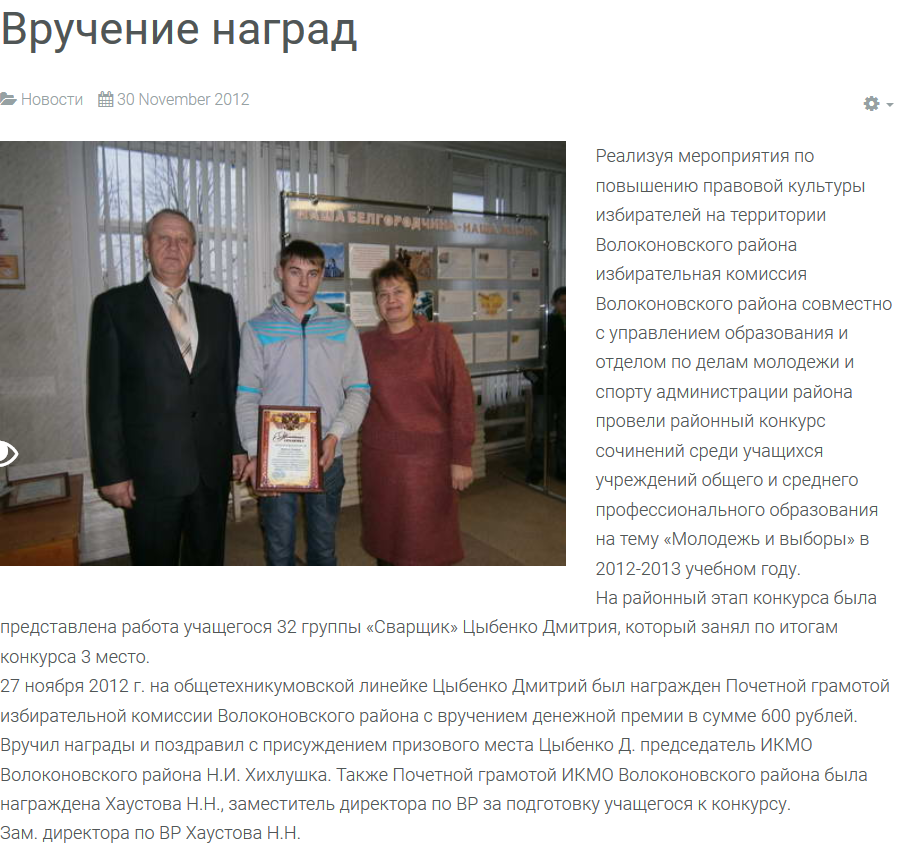 Вручение наград
Новости 30 November 2012
НАША БЕЛГОРОДЧИНА - НАША
Реализуя мероприятия по
повышению правовой культуры
избирателей на территории
Волоконовского района
избирательная комиссия
Волоконовского района совместно
с управлением образования и
отделом по делам молодежи и
спорту администрации района
провели районный конкурс
сочинений среди учащихся
учреждений общего и среднего
профессионального образования
на тему «Молодежь и выборы» в
2012-2013 учебном году.
На районный этап конкурса была
представлена работа учащегося 32 группы «Сварщик» Цыбенко Дмитрия, который занял по итогам
конкурса 3 место.
27 ноября 2012 г. на общетехникумовской линейке Цыбенко Дмитрий был награжден Почетной грамотой
избирательной комиссии Волоконовского района с вручением денежной премии в сумме 600 рублей.
Вручил награды и поздравил с присуждением призового места Цыбенко Д. председатель ИКМО
Волоконовского района Н.И. Хихлушка. Также Почетной грамотой ИКМО Волоконовского района была
награждена Хаустова Н.Н., заместитель директора по ВР за подготовку учащегося к конкурсу.
Зам. директора по ВР Хаустова Н.Н.